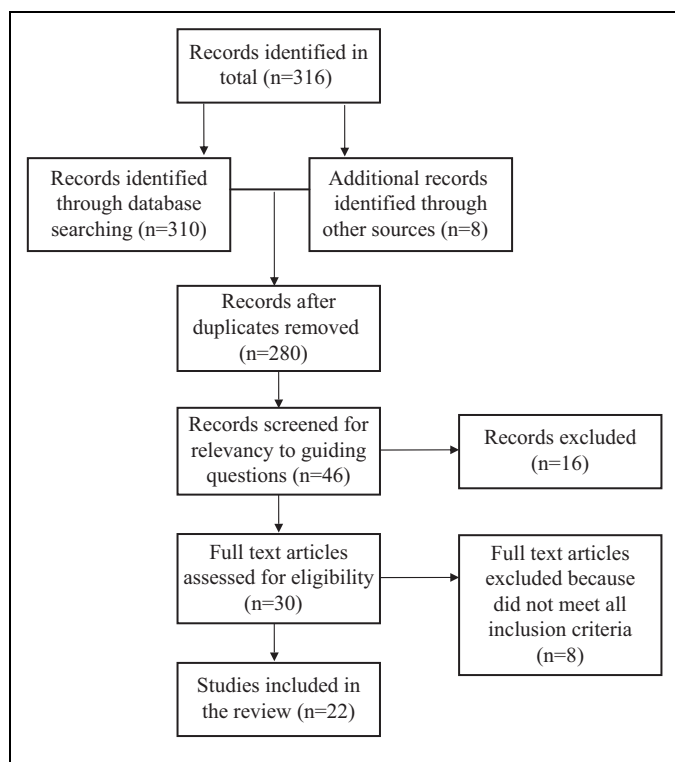 Records identified in
total (n=316)
Records identified
through database
searching (n=310)
Additional records
identified through
other sources (n=8)
Records after
duplicates removed
(n=280)
Records screened for
relevancy to guiding
questions (n=46)
Records excluded
(n=16)
Full text articles
assessed for eligibility
(n=30)
Full text articles
excluded because
did not meet all
inclusion criteria
(n=8)
Studies included in
the review (n=22)